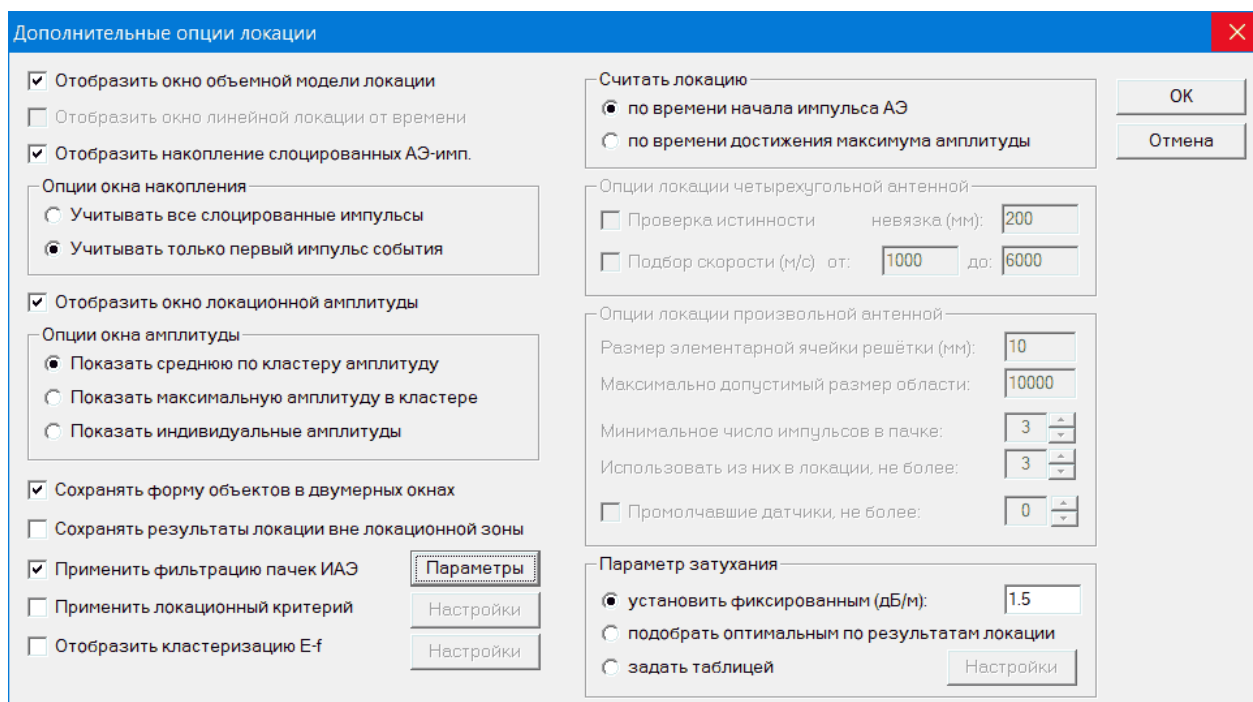 Дополнительные опции локации
Отобразить окно объемной модели локации
Отобразить окно линейной локации от времени
Отобразить накопление слоцированных АЭ-имп.
Опции окна накопления
Учитывать все слоцированные импульсы
Учитывать только первый импульс события
Отобразить окно локационной амплитуды
Опции окна амплитуды
Показать среднюю по кластеру амплитуду
Показать максимальную амплитуду в кластере
Показать индивидуальные амплитуды
Сохранять форму объектов в двумерных окнах
Сохранять результаты локации вне локационной зоны
Применить фильтрацию пачек ИАЭ Параметры
Применить локационный критерий Настройки
Отобразить кластеризацию E-f Настройки
Считать локацию
по времени начала импульса АЭ
по времени достижения максимума амплитуды
Опции локации четырехугольной антенной
Проверка истинности невязка (мм): 200
Подбор скорости (м/с) от: 1000 до: 6000
Опции локации произвольной антенной
Размер элементарной ячейки решётки (мм): 10
Максимально допустимый размер области: 10000
Минимальное число импульсов в пачке: 3
Использовать из них в локации, не более: 3
Промолчавшие датчики, не более: 0
Параметр затухания
установить фиксированным (дБ/м): 1.5
подобрать оптимальным по результатам локации
задать таблицей Настройки
OK
Отмена